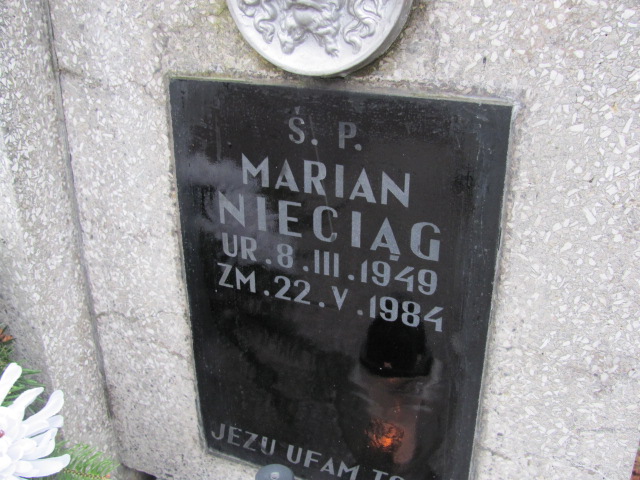 Ś. P.
MARIAN
NIECIĄG
UR. 8. III. 1949
ZM. 22. V. 1984
JEZU UFAM